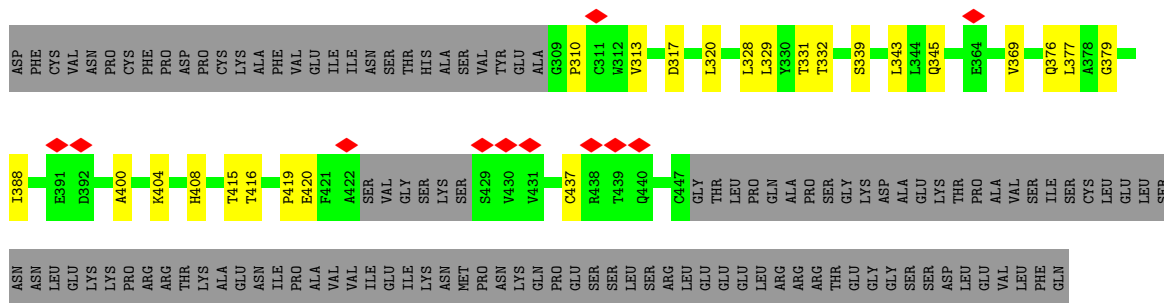 ASP PHE CYS VAL ASN PRO CYS PHE PRO ASP PRO CYS LYS ALA PHE VAL GLU ILE ILE ASN SER THR HIS ALA SER VAL TYR GLU ALA G309 P310 C311 W312 V313 D317 L320 L328 L329 Y330 T331 T332 S339 L343 L344 Q345 E364 V369 Q376 L377 A378 G379
I388 E391 D392 A400 K404 H408 T415 T416 P419 E420 F421 A422 SER VAL GLY SER LYS SER S429 V430 V431 C437 R438 T439 Q440 C447 GLY THR LEU PRO GLN ALA PRO SER GLY LYS ASP ALA GLU LYS THR PRO ALA VAL SER ILE SER CYS LEU GLU LEU SER
ASN ASN LEU GLU LYS LYS PRO ARG ARG THR LYS ALA GLU ASN ILE PRO ALA VAL VAL ILE GLU ILE LYS ASN MET PRO ASN LYS GLN PRO GLU SER SER LEU SER ARG LEU GLU GLU GLU LEU ARG ARG ARG THR GLU GLY GLY SER SER ASP LEU GLU VAL LEU PHE GLN